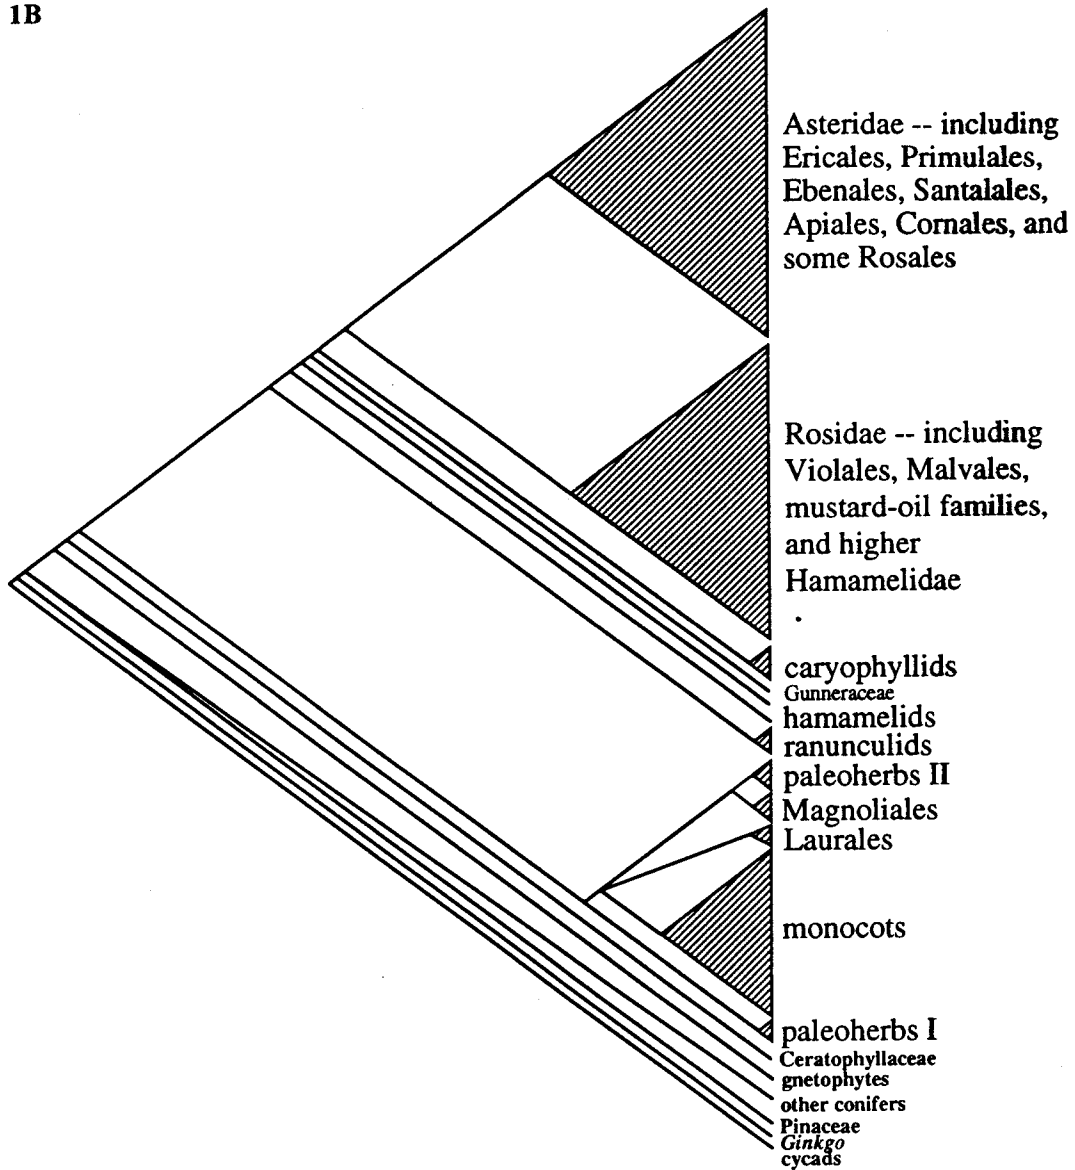 1B
Asteridae -- including
Ericales, Primulales,
Ebenales, Santalales,
Apiales, Cornales, and
some Rosales
Rosidae -- including
Violales, Malvales,
mustard-oil families,
and higher
Hamamelidae
caryophyllids
Gunneraceae
hamamelids
ranunculids
paleoherbs II
Magnoliales
Laurales
monocots
paleoherbs I
Ceratophyllaceae
gnetophytes
other conifers
Pinaceae
Ginkgo
cycads